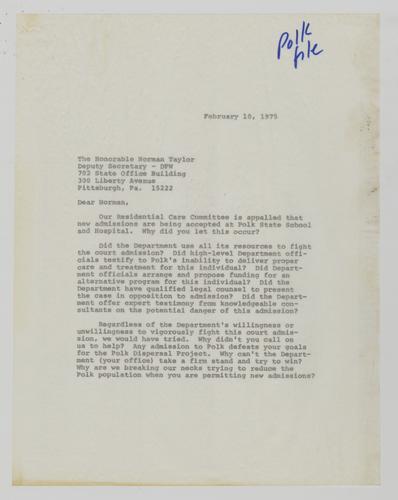 Polk
file
February 10, 1975
The Honorable Norman Taylor
Deputy Secretary - DPW
702 State Office Building
300 Liberty Avenue
Pittsburgh, Pa. 15222
Dear Norman,
Our Residential Care Committee is appalled that
new admissions are being accepted at Polk State School
and Hospital. Why did you let this occur?
Did the Department use all its resources to fight
the court admission? Did high-level Department offi-
cials testify to Polk's inability to deliver proper
care and treatment for this individual? Did Depart-
ment officials arrange and propose funding for an
alternative program for this individual? Did the
Department have qualified legal counsel to present
the case in opposition to admission? Did the Depart-
ment offer expert testimony from knowledgeable con-
sultants on the potential danger of this admission?
Regardless of the Department's willingness or
unwillingness to vigorously fight this court admis-
sion, we would have tried. Why didn't you call on
us to help? Any admission to Polk defeats your goals
for the Polk Dispersal Project. Why can't the Depart-
ment (your office) take a firm stand and try to win?
Why are we breaking our necks trying to reduce the
Polk population when you are permitting new admissions?